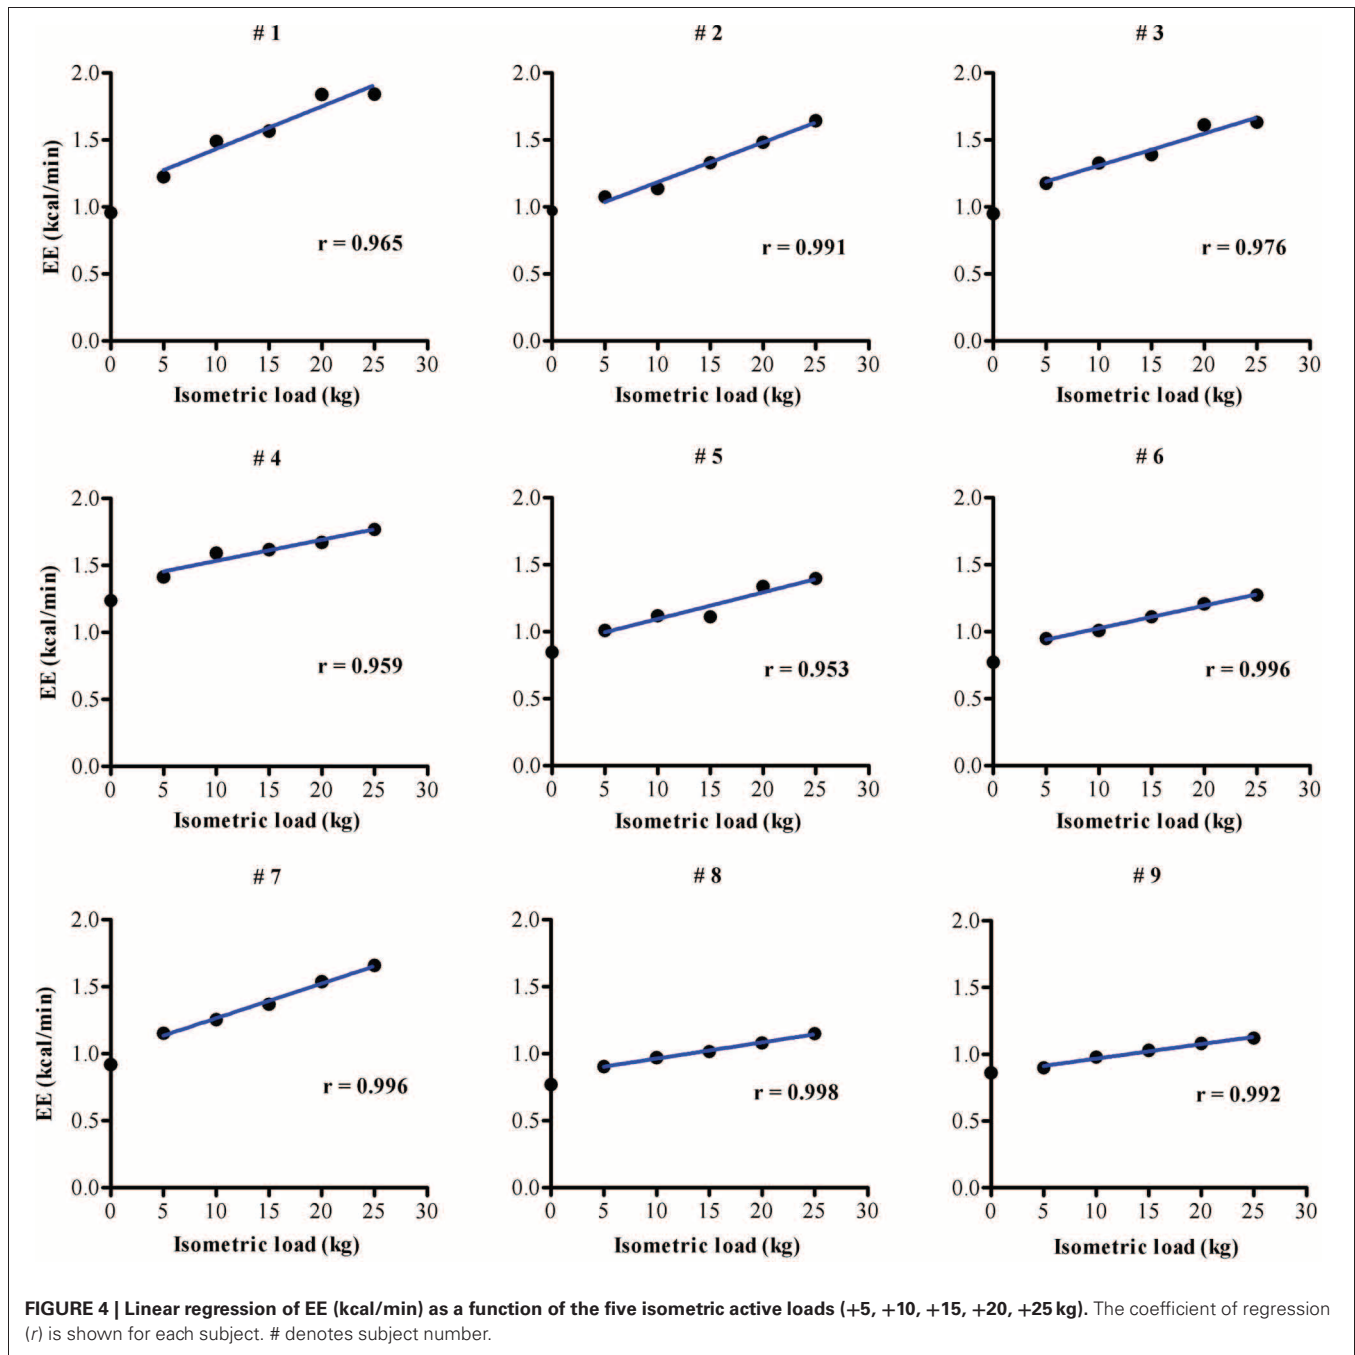 # 1
# 2
# 3
2.0
1.5
1.0
0.5
0.0
EE (kcal/min)
r = 0.965
0 5 10 15 20 25 30
Isometric load (kg)
2.0
1.5
1.0
0.5
0.0
r = 0.991
0 5 10 15 20 25 30
Isometric load (kg)
2.0
1.5
1.0
0.5
0.0
r = 0.976
0 5 10 15 20 25 30
Isometric load (kg)
# 4
# 5
# 6
2.0
1.5
1.0
0.5
0.0
EE (kcal/min)
r = 0.959
0 5 10 15 20 25 30
Isometric load (kg)
2.0
1.5
1.0
0.5
0.0
r = 0.953
0 5 10 15 20 25 30
Isometric load (kg)
2.0
1.5
1.0
0.5
0.0
r = 0.996
0 5 10 15 20 25 30
Isometric load (kg)
# 7
# 8
# 9
2.0
1.5
1.0
0.5
0.0
EE (kcal/min)
r = 0.996
0 5 10 15 20 25 30
Isometric load (kg)
2.0
1.5
1.0
0.5
0.0
r = 0.998
0 5 10 15 20 25 30
Isometric load (kg)
2.0
1.5
1.0
0.5
0.0
r = 0.992
0 5 10 15 20 25 30
Isometric load (kg)
FIGURE 4 | Linear regression of EE (kcal/min) as a function of the five isometric active loads (+5, +10, +15, +20, +25 kg). The coefficient of regression
(r) is shown for each subject. # denotes subject number.